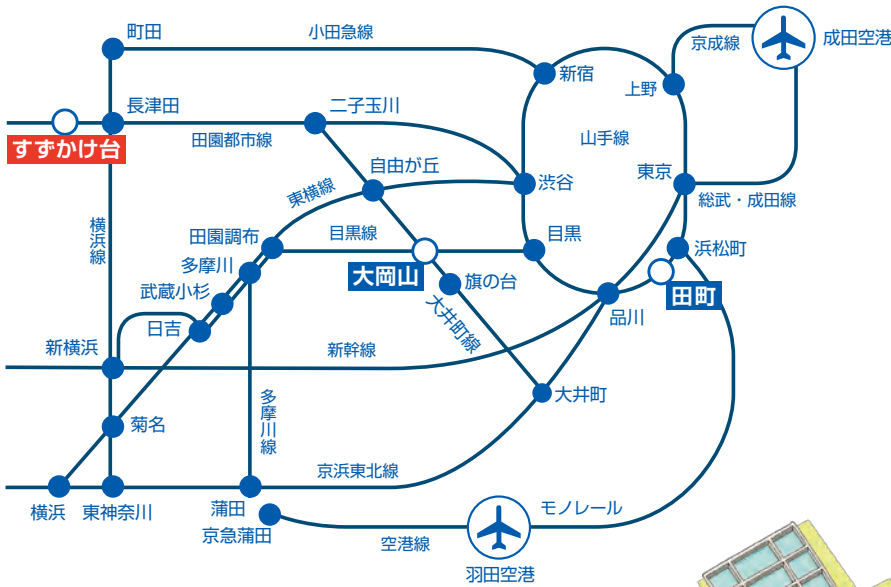 町田
小田急線
京成線
成田空港
新宿
上野
長津田
二子玉川
すずかけ台
田園都市線
山手線
自由が丘
渋谷
東京
東横線
総武・成田線
横浜線
田園調布
目黒線
目黒
浜松町
多摩川
大岡山
武蔵小杉
旗の台
田町
日吉
大井町線
品川
新横浜
新幹線
大井町
菊名
多摩川線
京浜東北線
横浜
東神奈川
蒲田
モノレール
京急蒲田
空港線
羽田空港